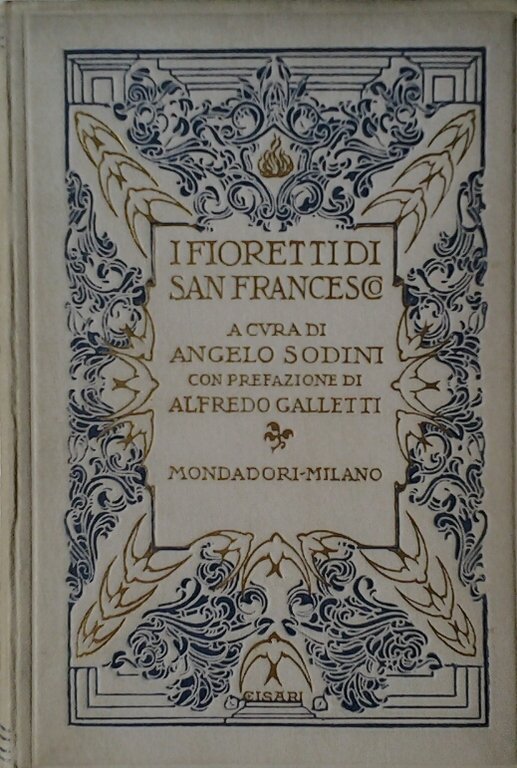 I FIORETTI DI
SAN FRANCESCO
A CVRA DI
ANGELO SODINI
CON PREFAZIONE DI
ALFREDO GALLETTI
MONDADORI-MILANO
CISARI